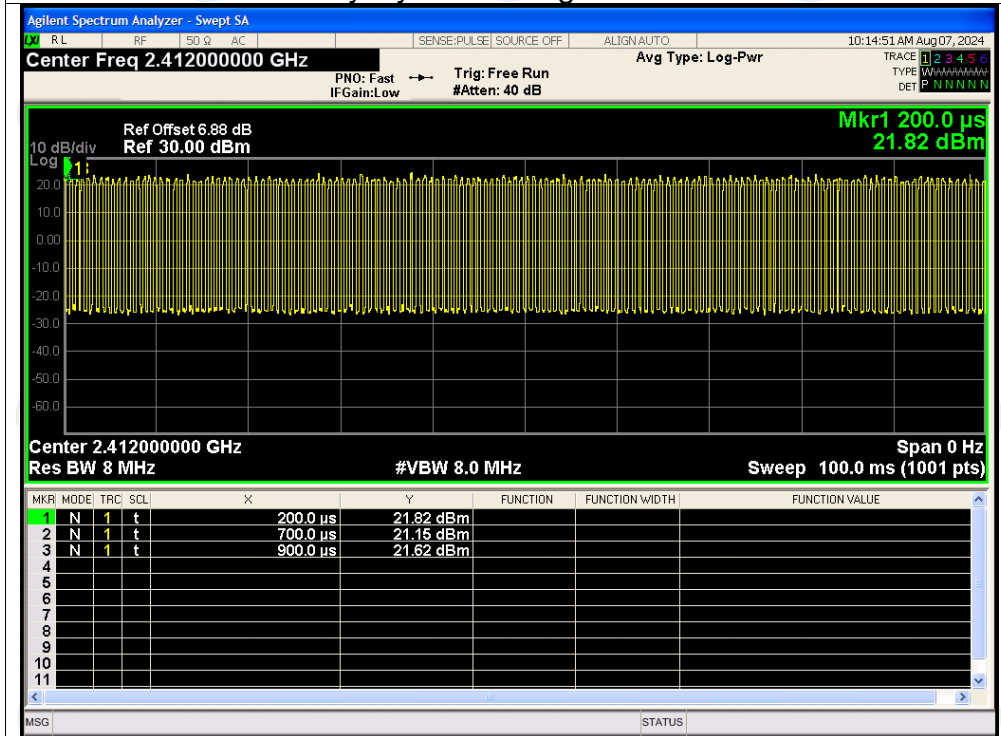 Agilent Spectrum Analyzer - Swept SA
LXI RL RF 50 Ω AC SENSE:PULSE SOURCE OFF ALIGN AUTO 10:14:51 AM Aug 07, 2024
Center Freq 2.412000000 GHz Avg Type: Log-Pwr TRACE 1 2 3 4 5 6
PNO: Fast Trig: Free Run TYPE W
IFGain:Low #Atten: 40 dB DET P N N N N N
Ref Offset 6.88 dB Mkr1 200.0 µs
10 dB/div Ref 30.00 dBm 21.82 dBm
Log
1
20.0
10.0
0.00
-10.0
-20.0
-30.0
-40.0
-50.0
-60.0
Center 2.412000000 GHz Span 0 Hz
Res BW 8 MHz #VBW 8.0 MHz Sweep 100.0 ms (1001 pts)
MKR MODE TRC SCL X Y FUNCTION FUNCTION WIDTH FUNCTION VALUE
1 N 1 t 200.0 µs 21.82 dBm
2 N 1 t 700.0 µs 21.15 dBm
3 N 1 t 900.0 µs 21.62 dBm
4
5
6
7
8
9
10
11
MSG STATUS